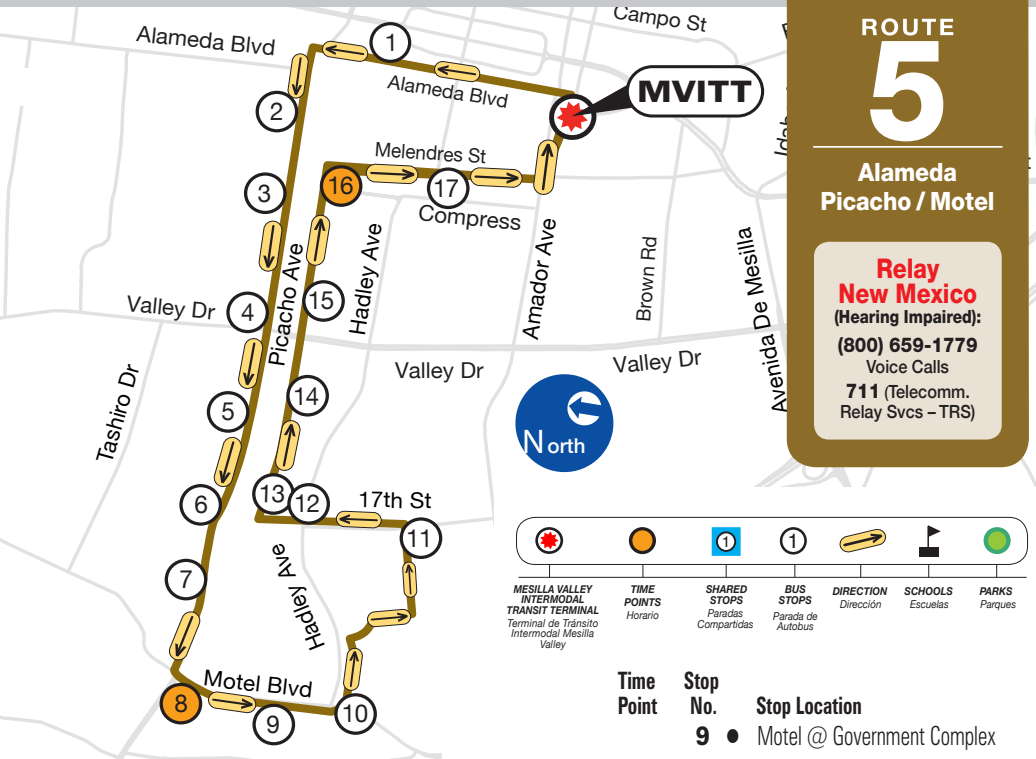 Campo St
Alameda Blvd
1
Alameda Blvd
MVITT
2
Melendres St
16
17
3
Compress
Hadley Ave
Amador Ave
Brown Rd
Avenida De Mesilla
Picacho Ave
15
Valley Dr
4
Valley Dr
Valley Dr
Tashiro Dr
14
5
North
13
12
17th St
6
11
7
Hadley Ave
8
Motel Blvd
9
10
ROUTE
5
Alameda
Picacho / Motel
Relay
New Mexico
(Hearing Impaired):
(800) 659-1779
Voice Calls
711 (Telecomm.
Relay Svcs – TRS)
1
1
MESILLA VALLEY
INTERMODAL
TRANSIT TERMINAL
Terminal de Tránsito
Intermodal Mesilla
Valley
TIME
POINTS
Horario
SHARED
STOPS
Paradas
Compartidas
BUS
STOPS
Parada de
Autobus
DIRECTION
Dirección
SCHOOLS
Escuelas
PARKS
Parques
Time Stop
Point No. Stop Location
9 ● Motel @ Government Complex